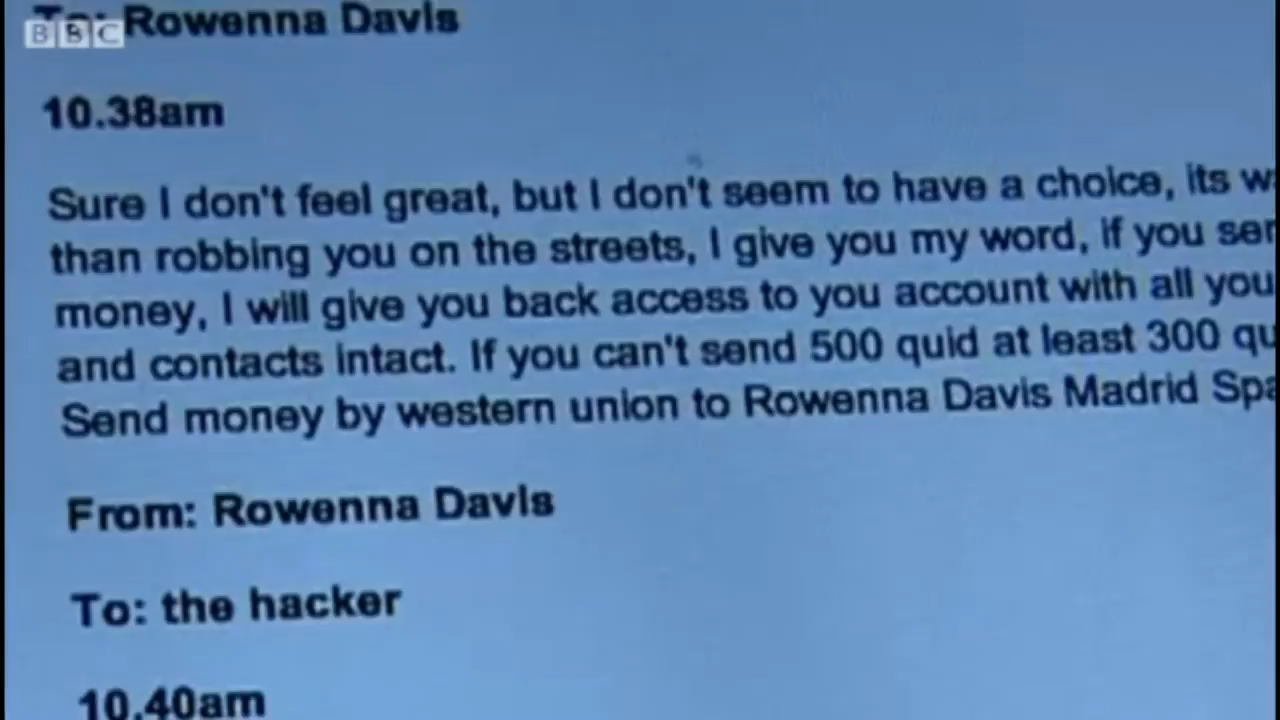 To: Rowenna Davis
BBC
10.38am
Sure I don't feel great, but I don't seem to have a choice, its
than robbing you on the streets, I give you my word, if you
money, I will give you back access to you account with all you
and contacts intact. If you can't send 500 quid at least 300
Send money by western union to Rowenna Davis Madrid
From: Rowenna Davis
To: the hacker
10.40am